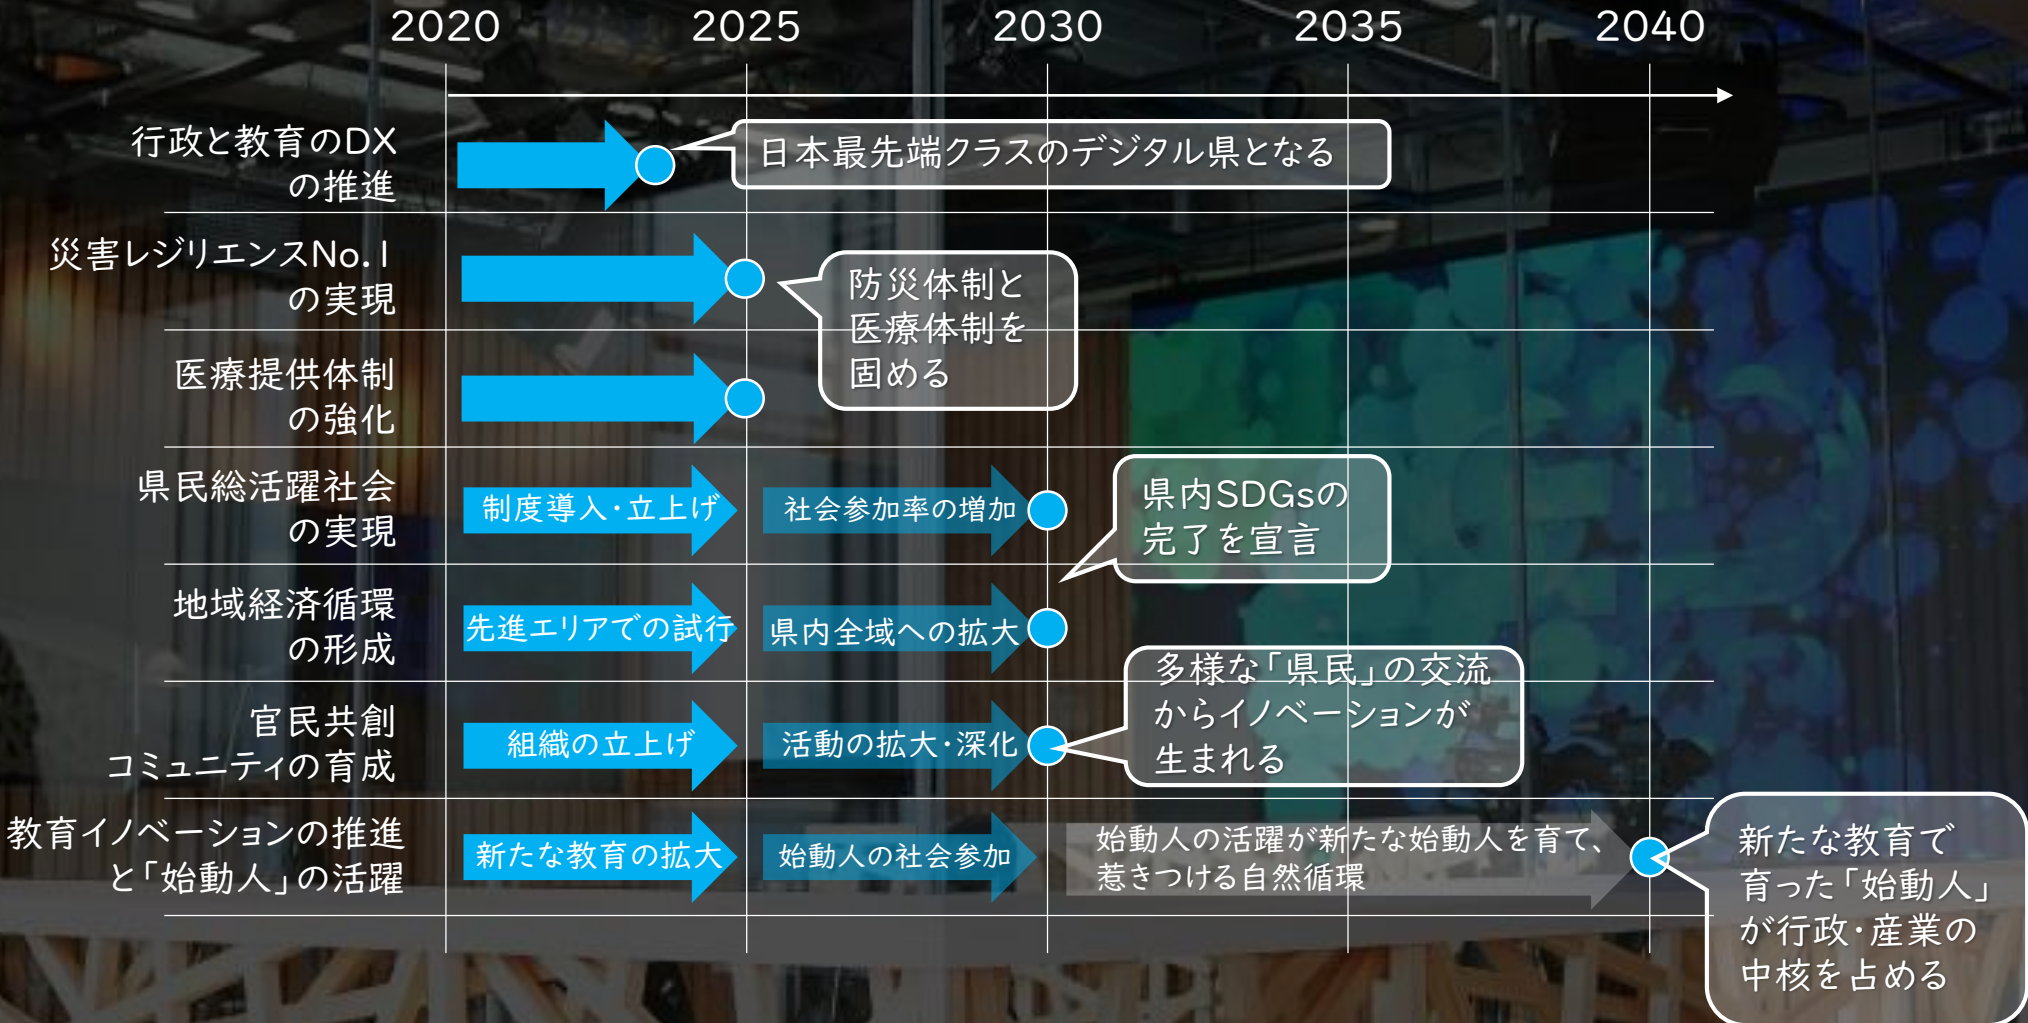 2020
2025
2030
2035
2040
行政と教育のDX
の推進
日本最先端クラスのデジタル県となる
災害レジリエンスNo.1
の実現
防災体制と
医療体制を
固める
医療提供体制
の強化
県民総活躍社会
の実現
制度導入・立上げ
社会参加率の増加
県内SDGsの
完了を宣言
地域経済循環
の形成
先進エリアでの試行
県内全域への拡大
官民共創
コミュニティの育成
組織の立上げ
活動の拡大・深化
多様な「県民」の交流
からイノベーションが
生まれる
教育イノベーションの推進
と「始動人」の活躍
新たな教育の拡大
始動人の社会参加
始動人の活躍が新たな始動人を育て、
惹きつける自然循環
新たな教育で
育った「始動人」
が行政・産業の
中核を占める